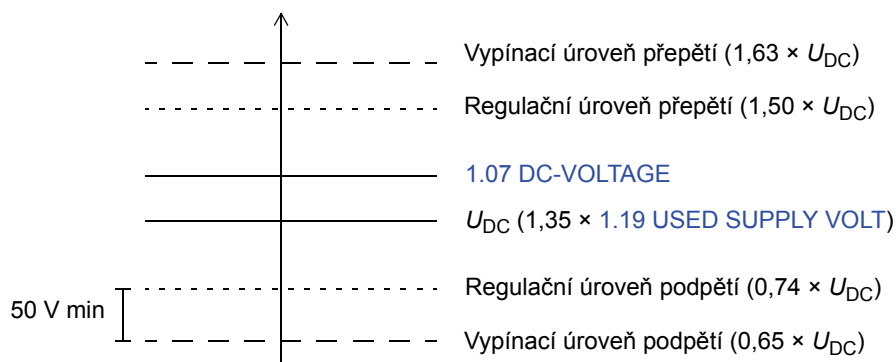 Vypínací úroveň přepětí (1,63 × UDC)
Regulační úroveň přepětí (1,50 × UDC)
1.07 DC-VOLTAGE
UDC (1,35 × 1.19 USED SUPPLY VOLT)
Regulační úroveň podpětí (0,74 × UDC)
50 V min
Vypínací úroveň podpětí (0,65 × UDC)